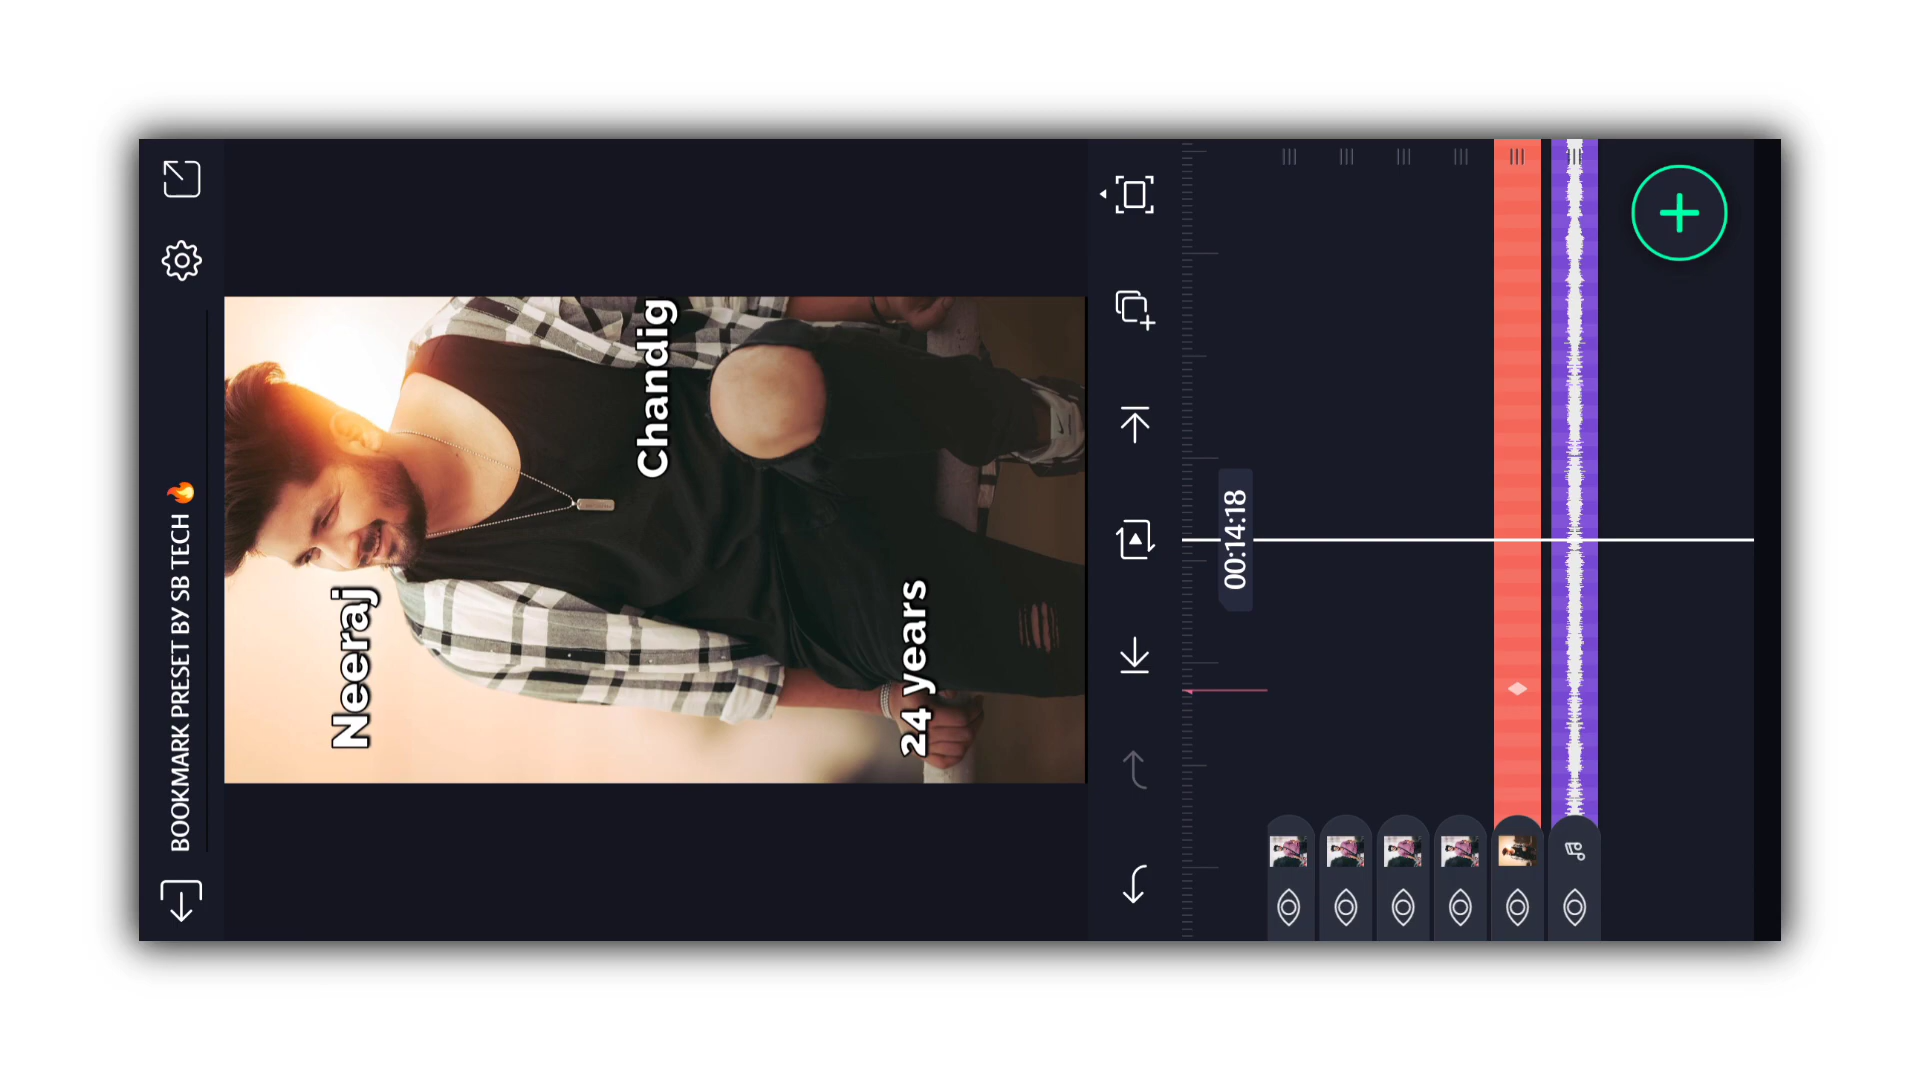 BOOKMARK PRESET BY SB TECH 🔥
Neeraj
Chandig
24 years
00:14:18